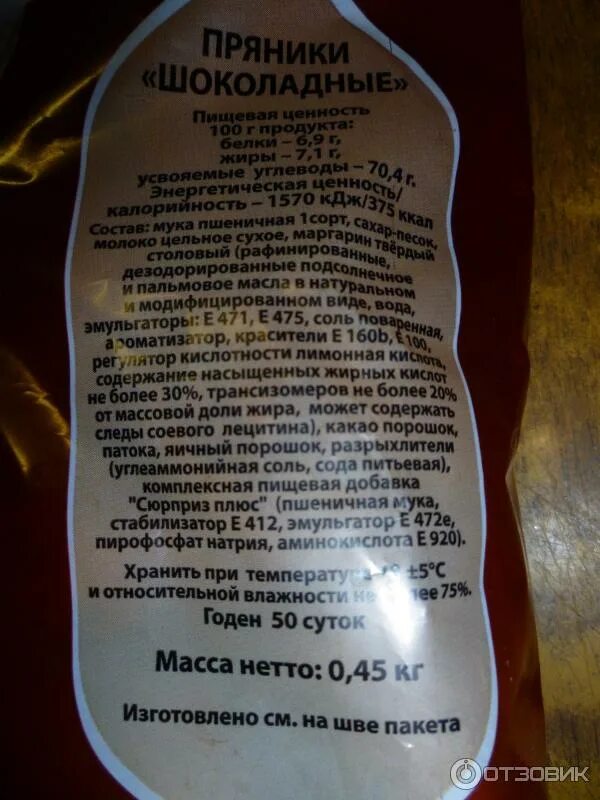 ПРЯНИКИ
«ШОКОЛАДНЫЕ»
Пищевая ценность
100 г продукта:
белки – 6,9 г,
жиры – 7,1 г,
усвояемые углеводы – 70,4 г.
Энергетическая ценность/
калорийность – 1570 кДж/375 ккал
Состав: мука пшеничная 1сорт, сахар-песок,
молоко цельное сухое, маргарин твёрдый
столовый (рафинированные,
дезодорированные подсолнечное
и пальмовое масла в натуральном
и модифицированном виде, вода,
эмульгаторы: Е 471, Е 475, соль поваренная,
ароматизатор, красители Е 160b, Е 100,
регулятор кислотности лимонная кислота,
содержание насыщенных жирных кислот
не более 30%, трансизомеров не более 20%
от массовой доли жира, может содержать
следы соевого лецитина), какао порошок,
патока, яичный порошок, разрыхлители
(углеаммонийная соль, сода питьевая),
комплексная пищевая добавка
"Сюрприз плюс" (пшеничная мука,
стабилизатор Е 412, эмульгатор Е 472е,
пирофосфат натрия, аминокислота Е 920).
Хранить при температуре ±5°С
и относительной влажности не более 75%.
Годен 50 суток
Масса нетто: 0,45 кг
Изготовлено см. на шве пакета
ОТЗОВИК